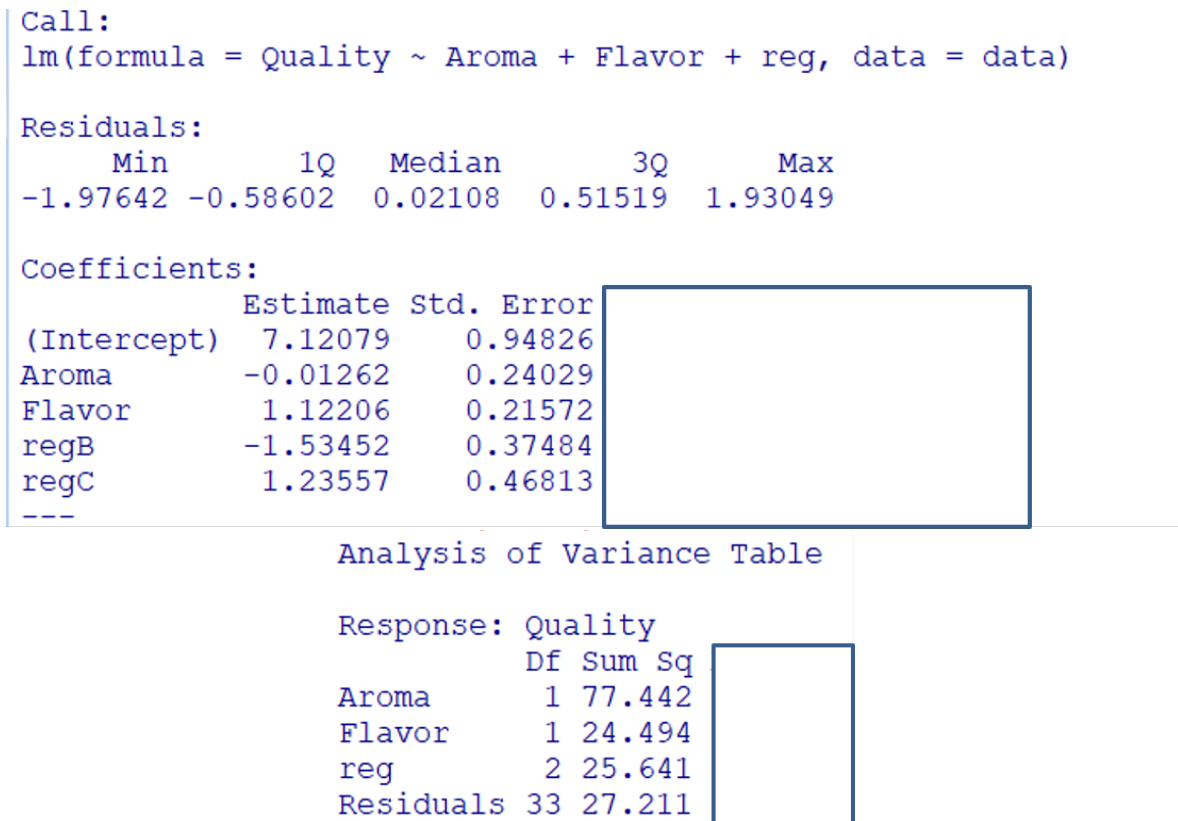 Call:
lm(formula = Quality ~ Aroma + Flavor + reg, data = data)
Residuals:
Min 1Q Median 3Q Max
-1.97642 -0.58602 0.02108 0.51519 1.93049
Coefficients:
Estimate Std. Error
(Intercept) 7.12079 0.94826
Aroma -0.01262 0.24029
Flavor 1.12206 0.21572
regB -1.53452 0.37484
regC 1.23557 0.46813
---
Analysis of Variance Table
Response: Quality
Df Sum Sq
Aroma 1 77.442
Flavor 1 24.494
reg 2 25.641
Residuals 33 27.211